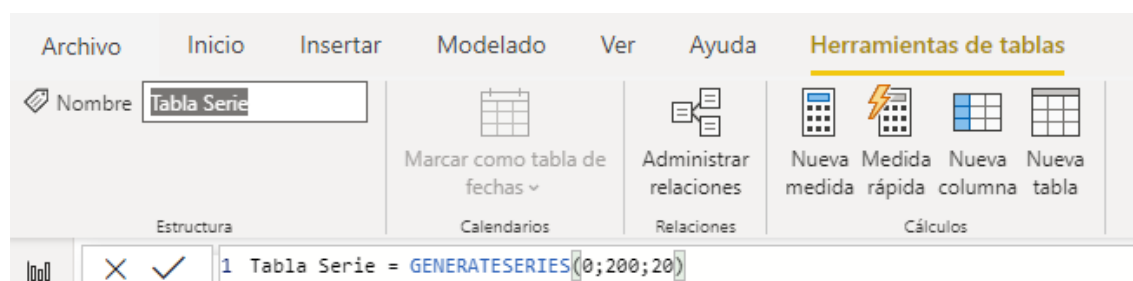 Archivo Inicio Insertar Modelado Ver Ayuda Herramientas de tablas
Nombre Tabla Serie
Marcar como tabla de
fechas
Calendarios
Administrar
relaciones
Relaciones
Nueva Medida Nueva Nueva
medida rápida columna tabla
Estructura
Cálculos
1 Tabla Serie = GENERATESERIES(0;200;20)